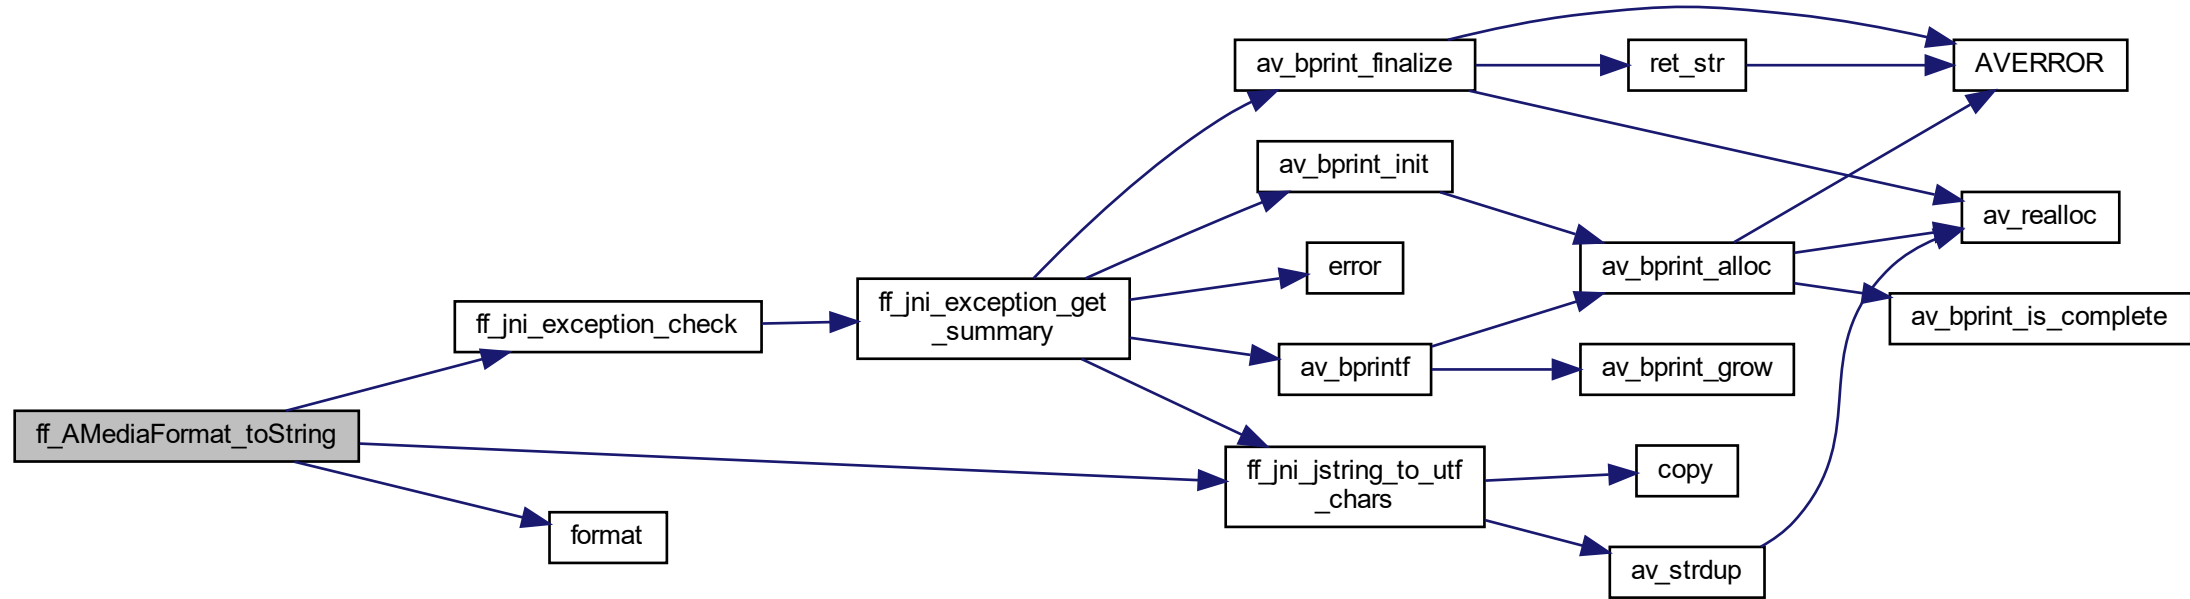 ff_AMediaFormat_toString
ff_jni_exception_check
format
ff_jni_exception_get
_summary
av_bprint_finalize
av_bprint_init
error
av_bprintf
ff_jni_jstring_to_utf
_chars
ret_str
av_bprint_alloc
av_bprint_grow
copy
av_strdup
AVERROR
av_realloc
av_bprint_is_complete